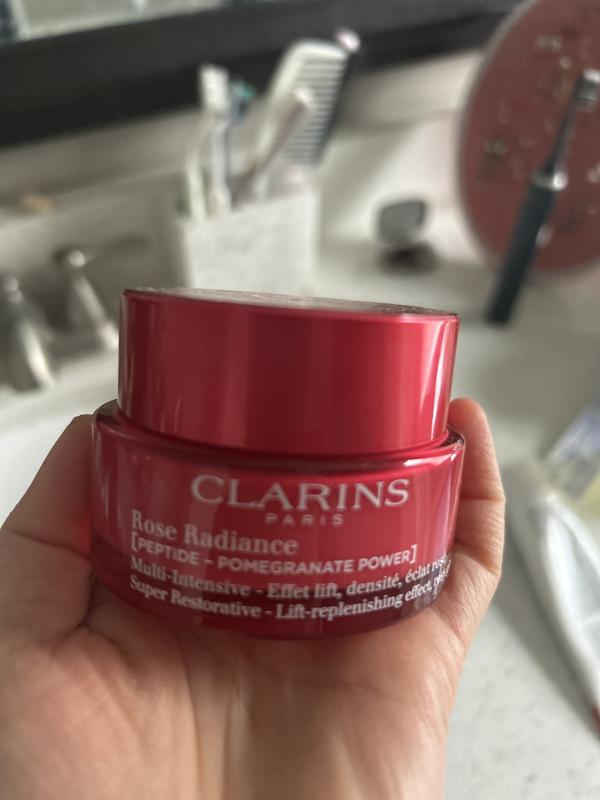 CLARINS
PARIS
Rose Radiance
[PEPTIDE - POMEGRANATE POWER]
Multi-Intensive - Effet lift, densité, éclat
Super Restorative - Lift-replenishing effect,